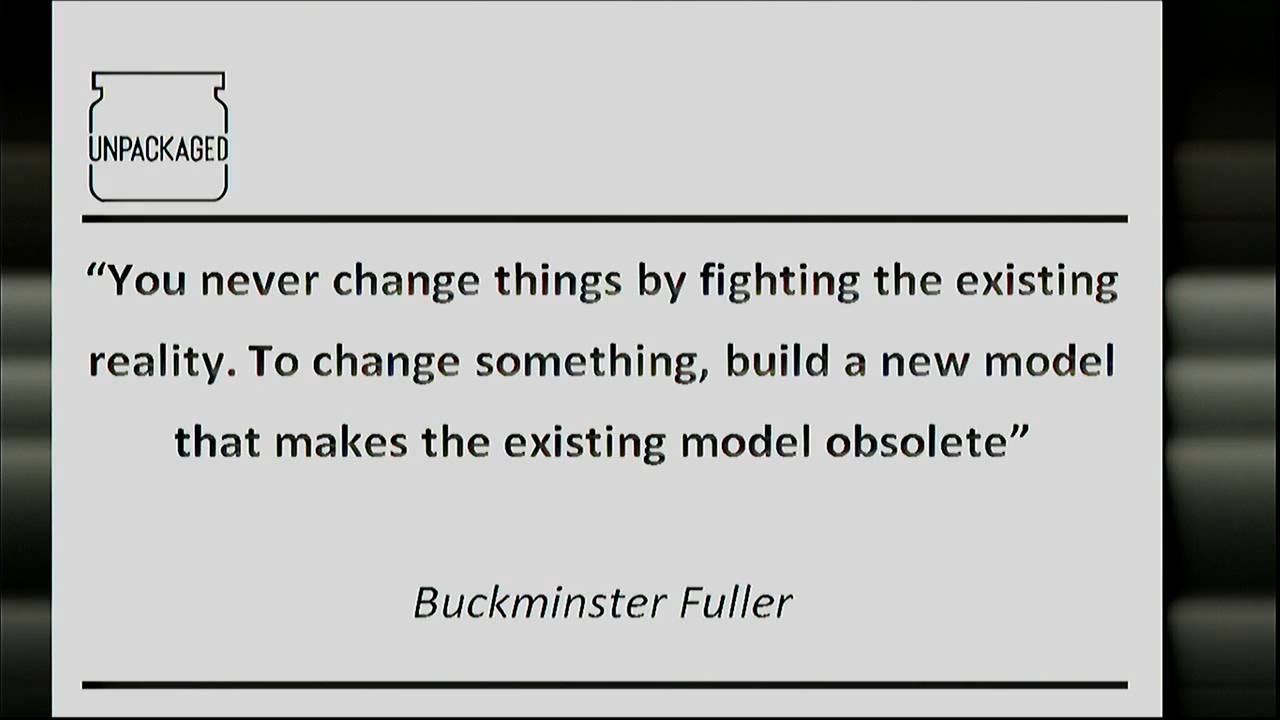 UNPACKAGED
“You never change things by fighting the existing
reality. To change something, build a new model
that makes the existing model obsolete”
Buckminster Fuller